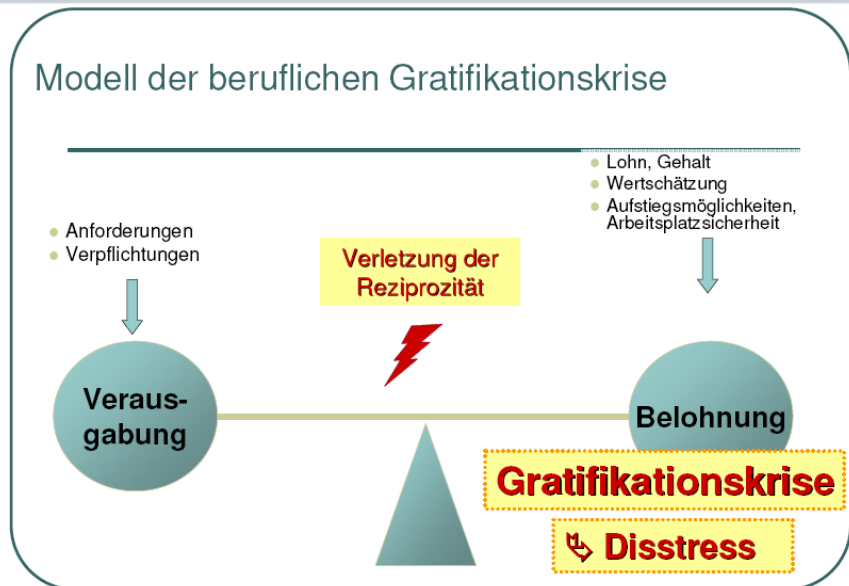 Modell der beruflichen Gratifikationskrise
Lohn, Gehalt
Wertschätzung
Aufstiegsmöglichkeiten,
Arbeitsplatzsicherheit
Anforderungen
Verpflichtungen
Verletzung der
Reziprozität
Veraus-
gabung
Belohnung
Gratifikationskrise
Disstress